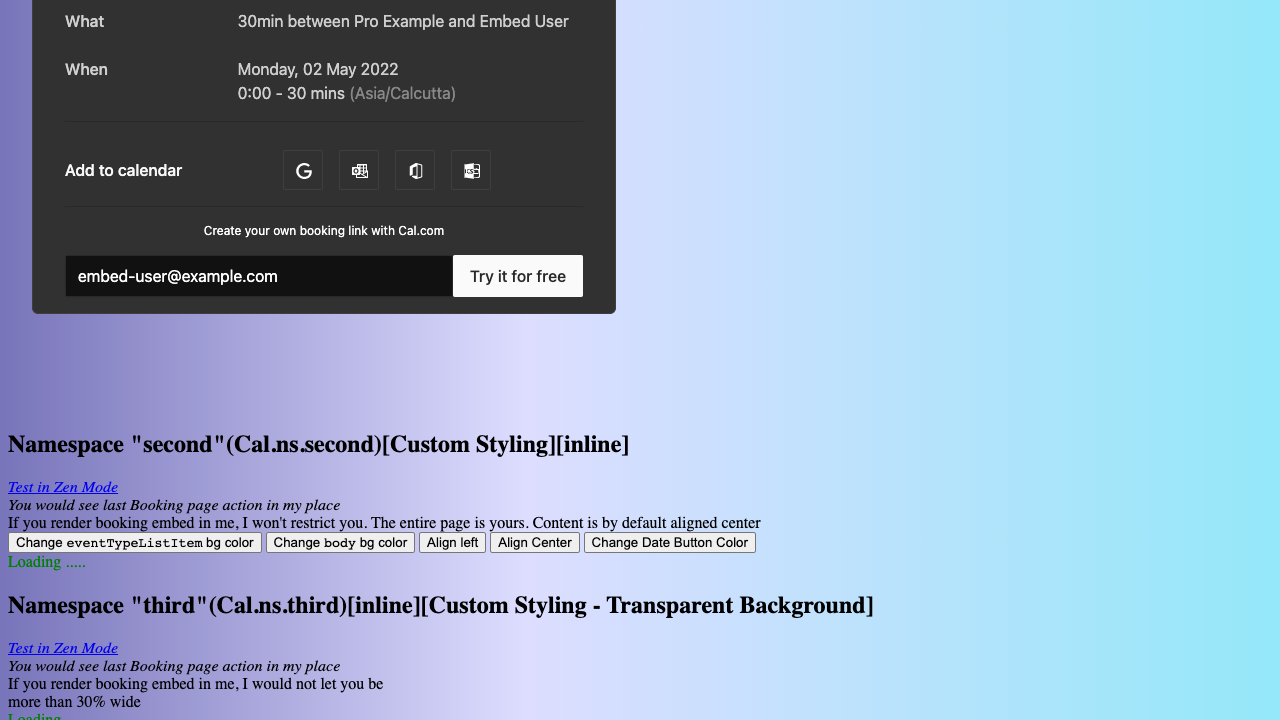 What 30min between Pro Example and Embed User
When Monday, 02 May 2022
0:00 - 30 mins (Asia/Calcutta)
Add to calendar
Create your own booking link with Cal.com
embed-user@example.com Try it for free
Namespace "second"(Cal.ns.second)[Custom Styling][inline]
Test in Zen Mode
You would see last Booking page action in my place
If you render booking embed in me, I won't restrict you. The entire page is yours. Content is by default aligned center
Change eventTypeListItem bg color Change body bg color Align left Align Center Change Date Button Color
Loading .....
Namespace "third"(Cal.ns.third)[inline][Custom Styling - Transparent Background]
Test in Zen Mode
You would see last Booking page action in my place
If you render booking embed in me, I would not let you be
more than 30% wide
Loading